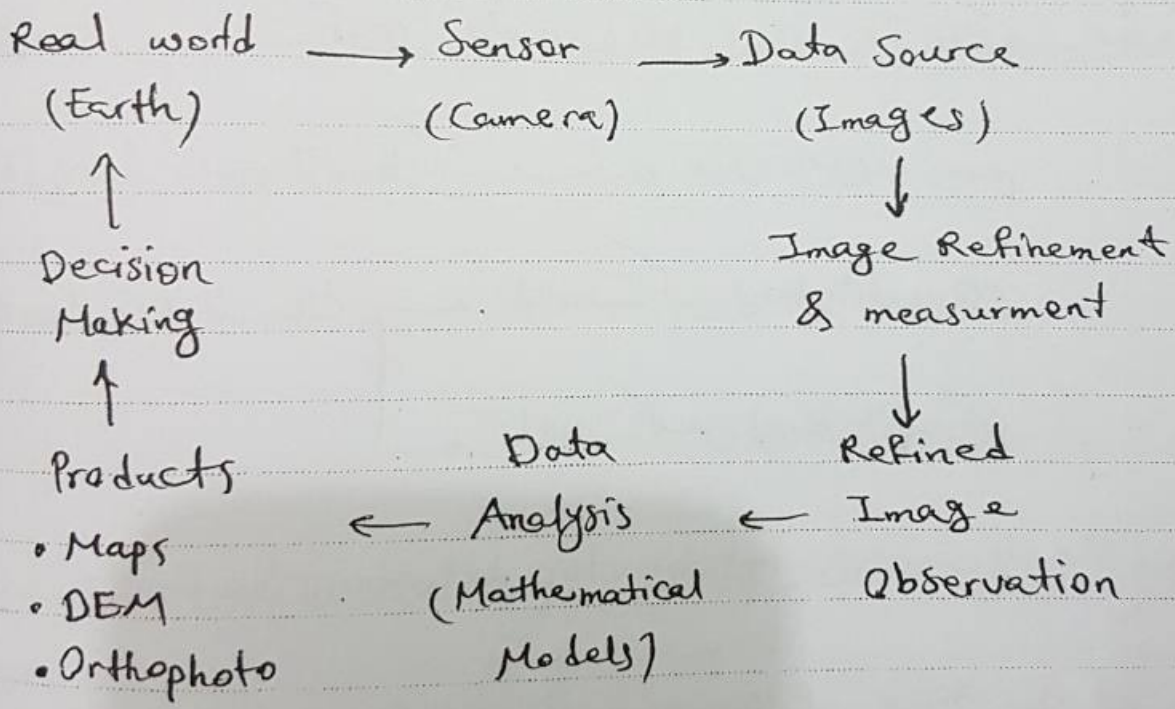 Real world → Sensor → Data Source
(Earth) (Camera) (Images)
↑ ↓
Decision Image Refinement
Making & measurment
↑ ↓
Products Data Refined
← Analysis ← Image
• Maps
• DEM (Mathematical Observation
• Orthophoto Models)